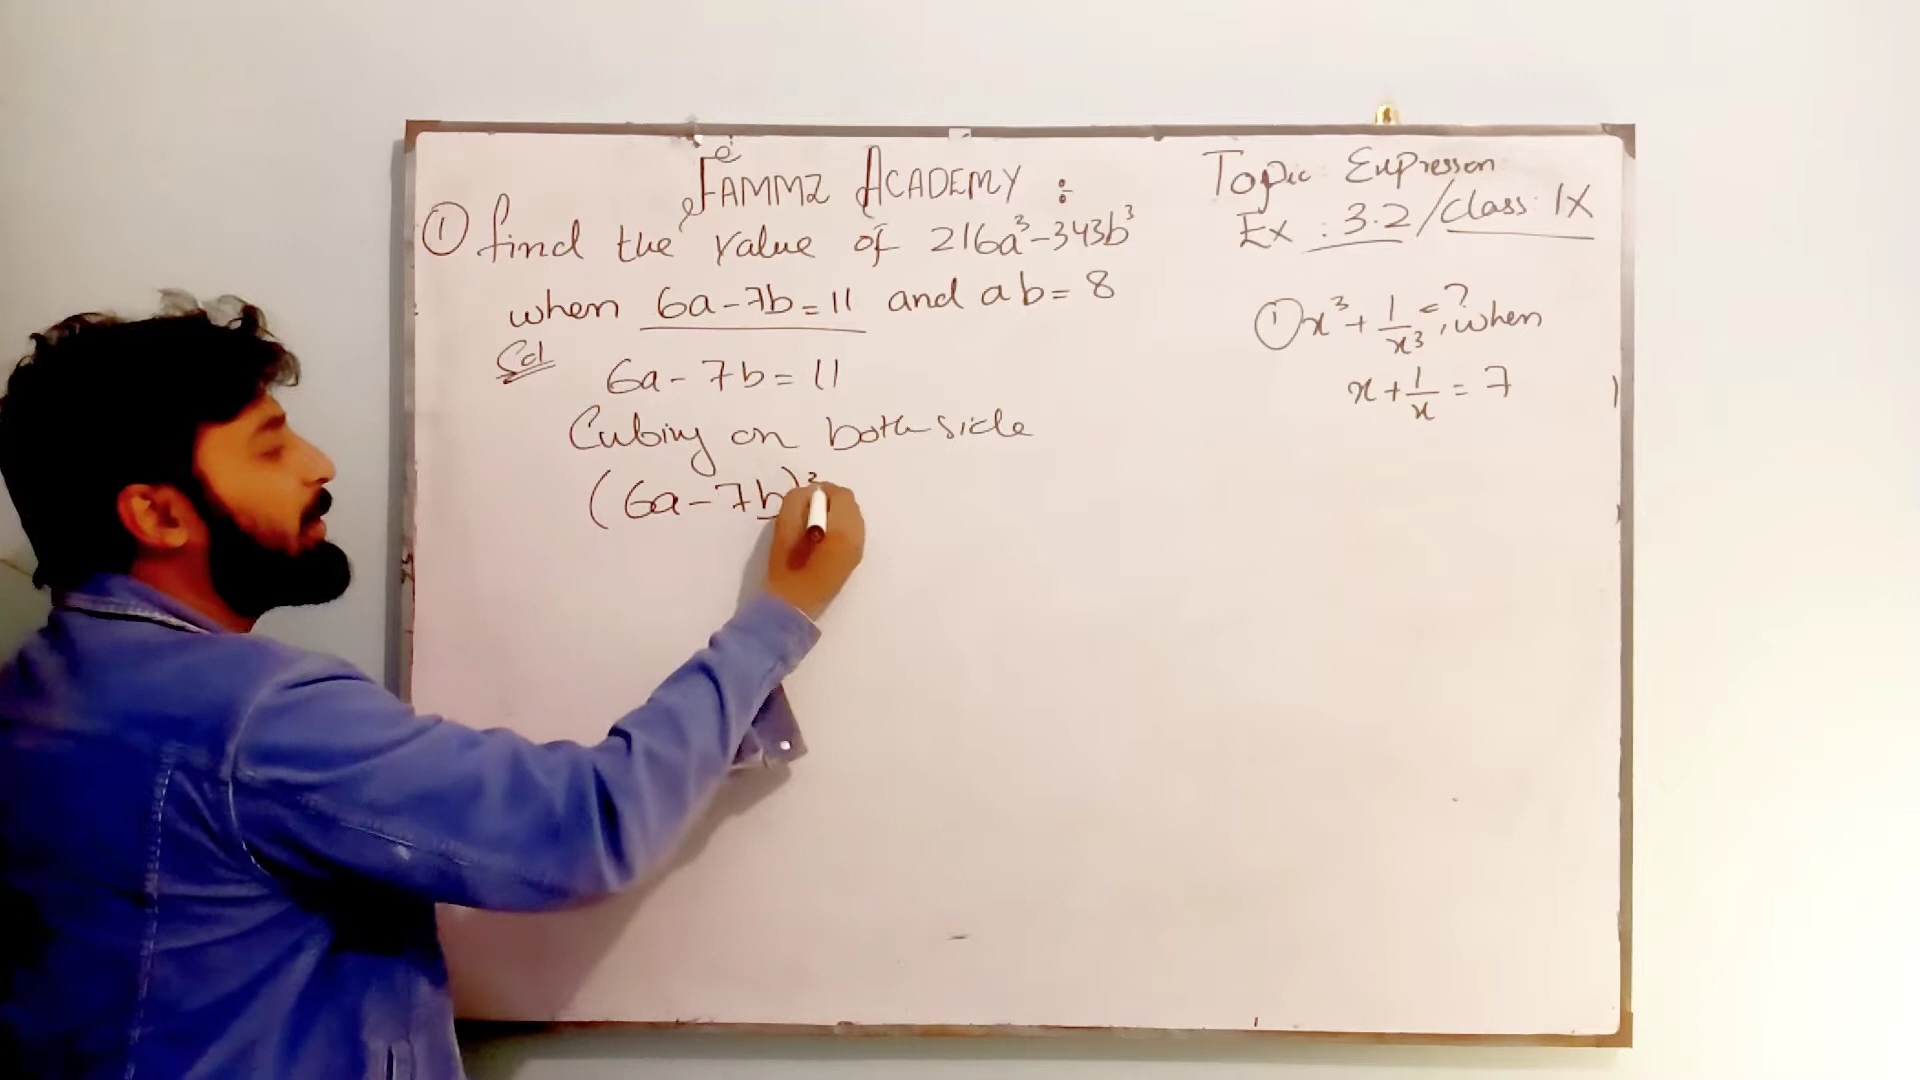 FAMMZ ACADEMY :
① find the value of 216a³-343b³
when 6a-7b=11 and ab=8
Sol
6a-7b=11
Cubing on both side
(6a-7b)³
Topic Expresson
Ex : 3.2/class: IX
① x³+1/x³=?, when
x+1/x=7